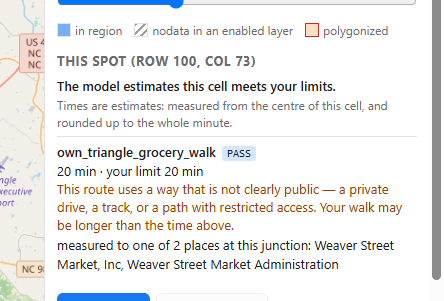 in region nodata in an enabled layer polygonized
THIS SPOT (ROW 100, COL 73)
The model estimates this cell meets your limits.
Times are estimates: measured from the centre of this cell, and
rounded up to the whole minute.
own_triangle_grocery_walk PASS
20 min · your limit 20 min
This route uses a way that is not clearly public — a private
drive, a track, or a path with restricted access. Your walk may
be longer than the time above.
measured to one of 2 places at this junction: Weaver Street
Market, Inc, Weaver Street Market Administration
US 4
NC 98